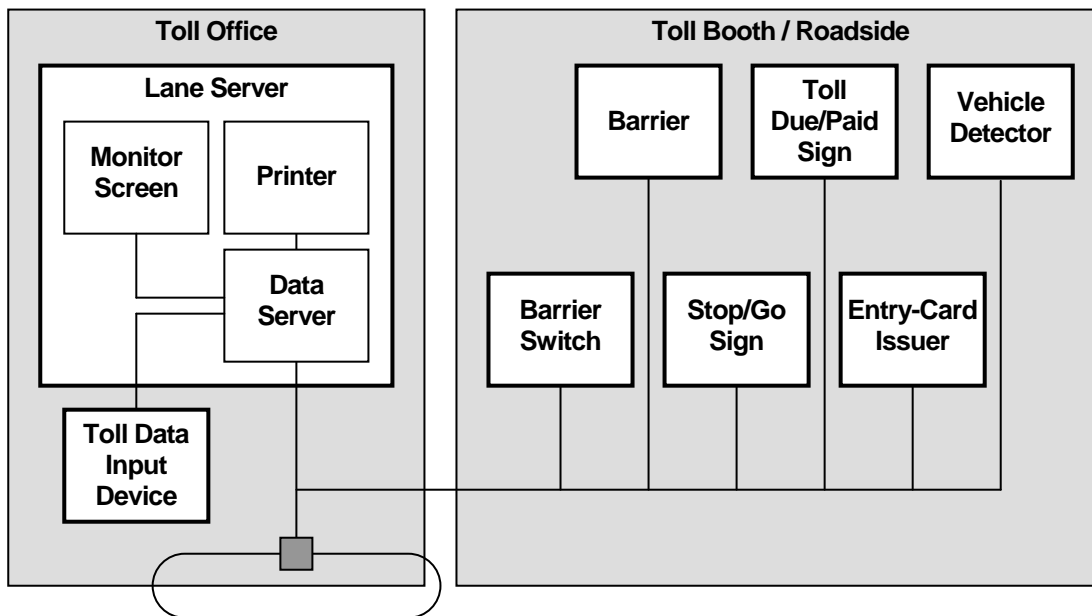 Toll Office
Lane Server
Monitor
Screen
Printer
Data
Server
Toll Data
Input
Device
Toll Booth / Roadside
Barrier
Toll
Due/Paid
Sign
Vehicle
Detector
Barrier
Switch
Stop/Go
Sign
Entry-Card
Issuer